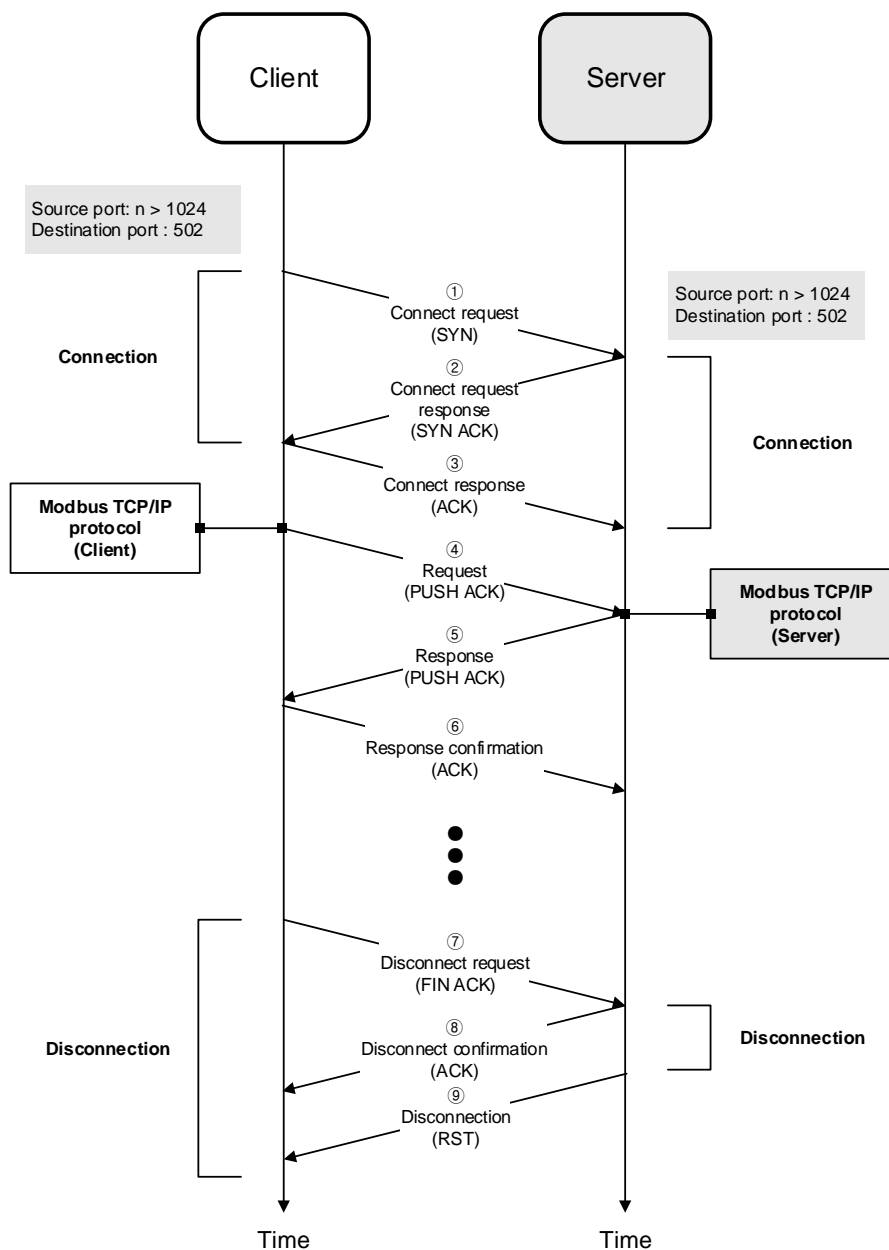 Client
Server
Source port: n > 1024
Destination port : 502
①
Connect request
(SYN)
Source port: n > 1024
Destination port : 502
Connection
②
Connect request
response
(SYN ACK)
Connection
③
Connect response
(ACK)
Modbus TCP/IP
protocol
(Client)
④
Request
(PUSH ACK)
Modbus TCP/IP
protocol
(Server)
⑤
Response
(PUSH ACK)
⑥
Response confirmation
(ACK)
⑦
Disconnect request
(FIN ACK)
Disconnection
⑧
Disconnect confirmation
(ACK)
Disconnection
⑨
Disconnection
(RST)
Time
Time